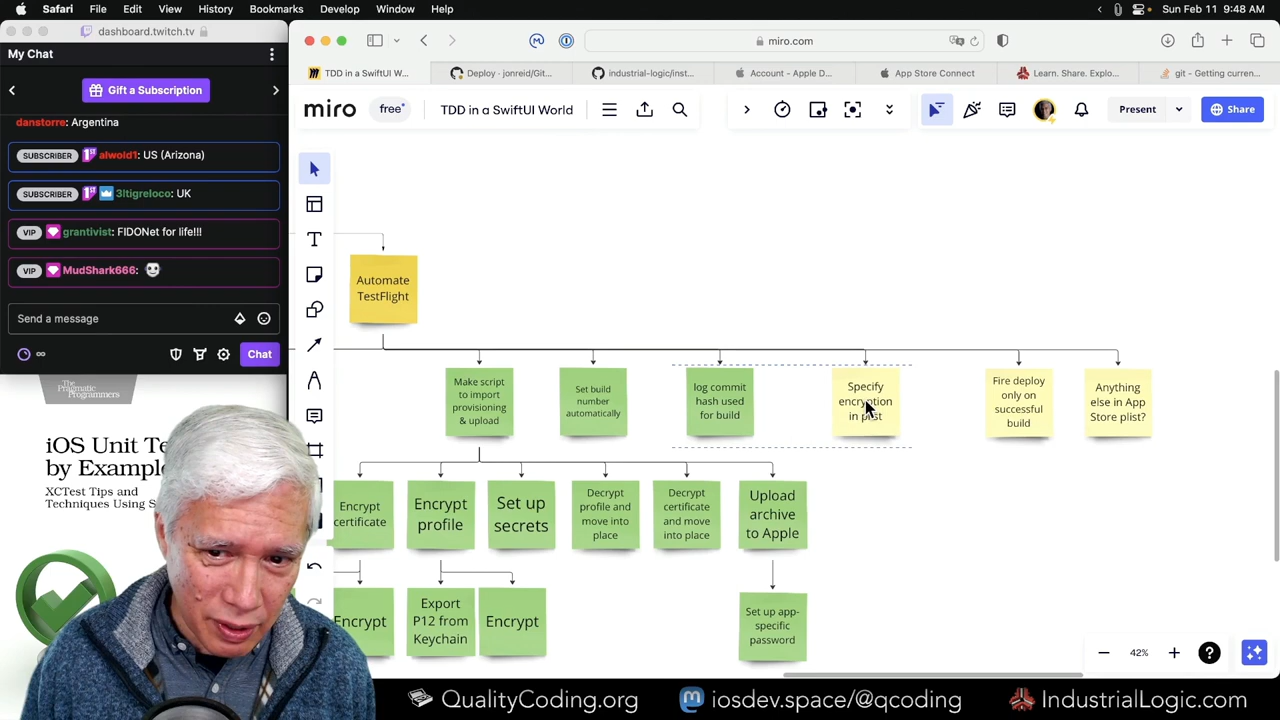 Safari File Edit View History Bookmarks Develop Window Help
Sun Feb 11 9:48 AM
dashboard.twitch.tv
My Chat
Gift a Subscription
danstorre: Argentina
SUBSCRIBER alwold1: US (Arizona)
SUBSCRIBER 3ltigreloco: UK
VIP grantivist: FIDONet for life!!!
VIP MudShark666:
Send a message
Chat
The
Pragmatic
Programmers
iOS Unit Te
by Example
XCTest Tips and
Techniques Using S
miro.com
TDD in a SwiftUI W...
Deploy · jonreid/Git...
industrial-logic/inst...
Account - Apple D...
App Store Connect
Learn. Share. Explo...
git - Getting curren...
miro
free
TDD in a SwiftUI World
Present
Share
Automate
TestFlight
Make script
to import
provisioning
& upload
Set build
number
automatically
log commit
hash used
for build
Specify
encryption
in plist
Fire deploy
only on
successful
build
Anything
else in App
Store plist?
Encrypt
certificate
Encrypt
profile
Set up
secrets
Decrypt
profile and
move into
place
Decrypt
certificate
and move
into place
Upload
archive
to Apple
Encrypt
Export
P12 from
Keychain
Encrypt
Set up app-
specific
password
42%
QualityCoding.org
iosdev.space/@qcoding
IndustrialLogic.com